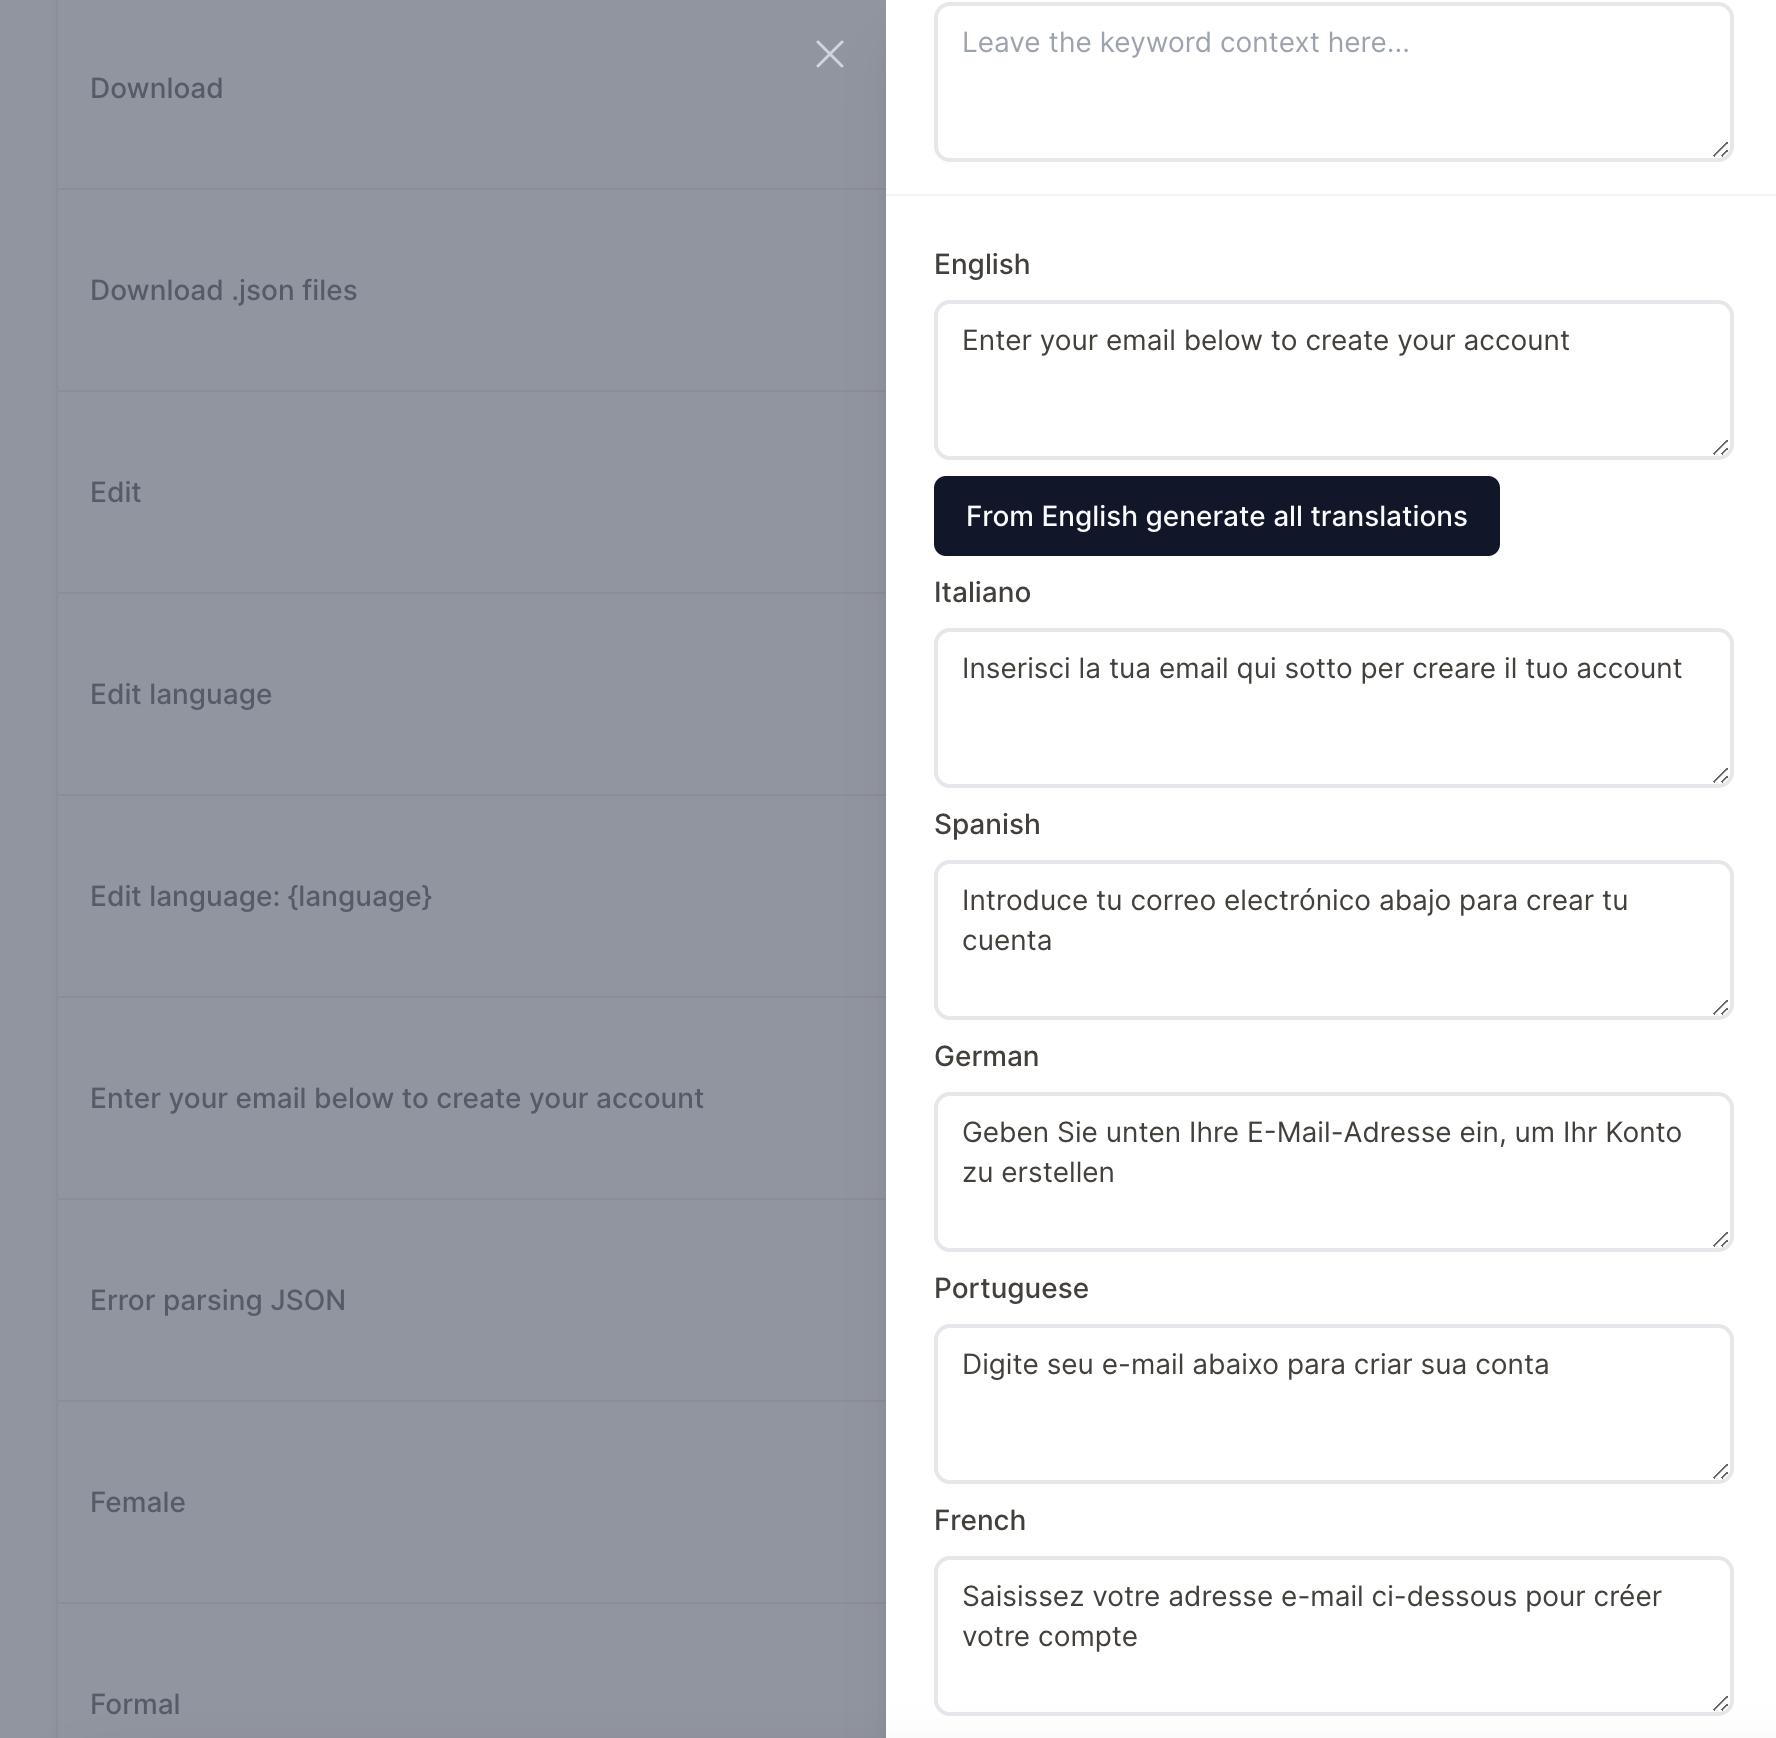 Download
Download .json files
Edit
Edit language
Edit language: {language}
Enter your email below to create your account
Error parsing JSON
Female
Formal
Leave the keyword context here...
English
Enter your email below to create your account
From English generate all translations
Italiano
Inserisci la tua email qui sotto per creare il tuo account
Spanish
Introduce tu correo electrónico abajo para crear tu
cuenta
German
Geben Sie unten Ihre E-Mail-Adresse ein, um Ihr Konto
zu erstellen
Portuguese
Digite seu e-mail abaixo para criar sua conta
French
Saisissez votre adresse e-mail ci-dessous pour créer
votre compte